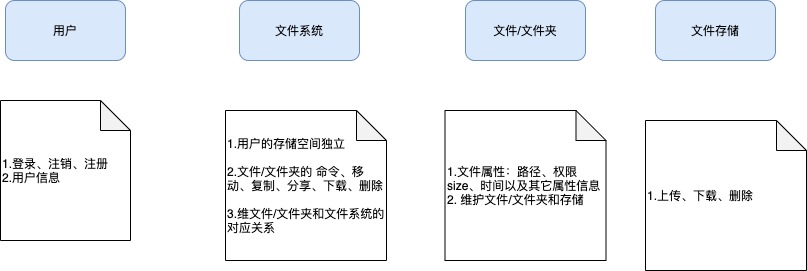 用户
文件系统
文件/文件夹
文件存储
1.登录、注销、注册
2.用户信息
1.用户的存储空间独立
2.文件/文件夹的 命令、移
动、复制、分享、下载、删除
3.维文件/文件夹和文件系统的
对应关系
1.文件属性：路径、权限
size、时间以及其它属性信息
2. 维护文件/文件夹和存储
1.上传、下载、删除